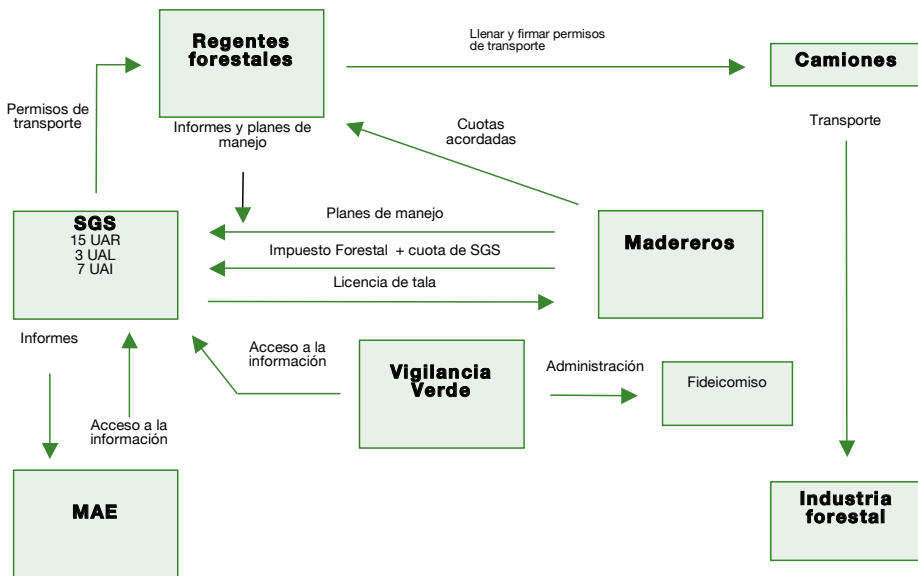 Regentes
forestales
Llenar y firmar permisos
de transporte
Camiones
Permisos de
transporte
Informes y planes de
manejo
Cuotas
acordadas
Transporte
SGS
15 UAR
3 UAL
7 UAI
Planes de manejo
Impuesto Forestal + cuota de SGS
Licencia de tala
Madereros
Informes
Acceso a la
información
Acceso a la
información
Vigilancia
Verde
Administración
Fideicomiso
MAE
Industria
forestal